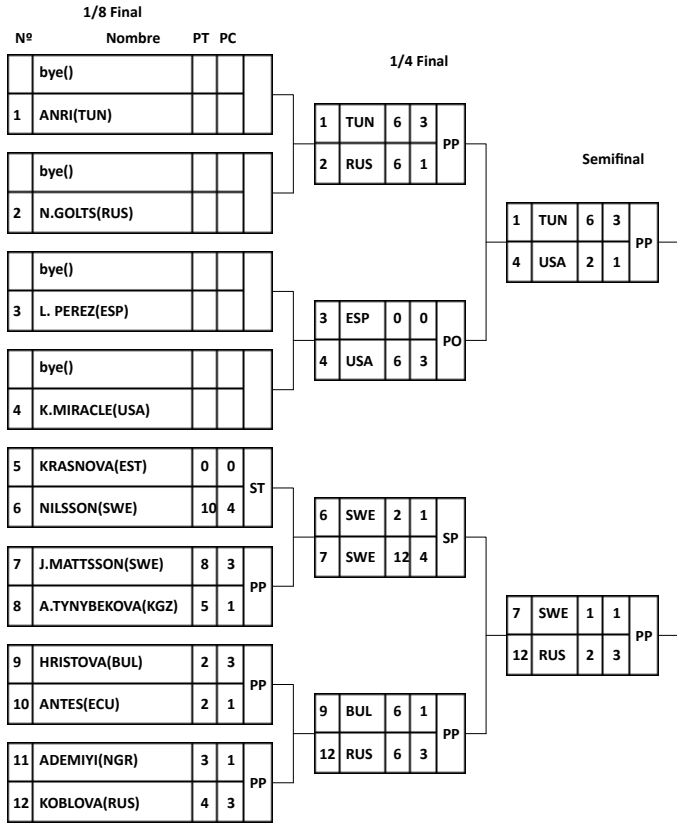 1/8 Final
Nº Nombre PT PC
bye()
1 ANRI(TUN)
bye()
2 N.GOLTS(RUS)
bye()
3 L. PEREZ(ESP)
bye()
4 K.MIRACLE(USA)
5 KRASNOVA(EST) 0 0
ST
6 NILSSON(SWE) 10 4
7 J.MATTSSON(SWE) 8 3
PP
8 A.TYNYBEKOVA(KGZ) 5 1
9 HRISTOVA(BUL) 2 3
PP
10 ANTES(ECU) 2 1
11 ADEMIYI(NGR) 3 1
PP
12 KOBLOVA(RUS) 4 3
1/4 Final
1 TUN 6 3
PP
2 RUS 6 1
3 ESP 0 0
PO
4 USA 6 3
6 SWE 2 1
SP
7 SWE 12 4
9 BUL 6 1
PP
12 RUS 6 3
Semifinal
1 TUN 6 3
PP
4 USA 2 1
7 SWE 1 1
PP
12 RUS 2 3